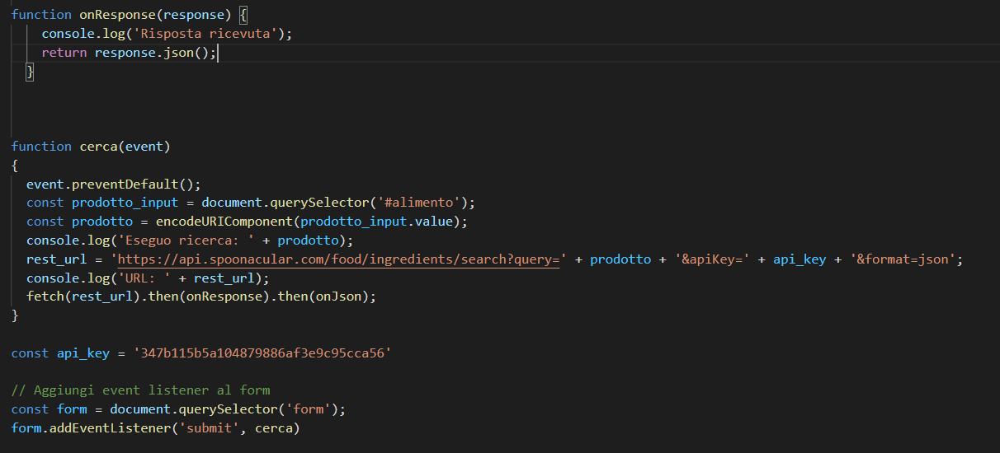 function onResponse(response) {
console.log('Risposta ricevuta');
return response.json();
}
function cerca(event)
{
event.preventDefault();
const prodotto_input = document.querySelector('#alimento');
const prodotto = encodeURIComponent(prodotto_input.value);
console.log('Eseguo ricerca: ' + prodotto);
rest_url = 'https://api.spoonacular.com/food/ingredients/search?query=' + prodotto + '&apiKey=' + api_key + '&format=json';
console.log('URL: ' + rest_url);
fetch(rest_url).then(onResponse).then(onJson);
}
const api_key = '347b115b5a104879886af3e9c95cca56'
// Aggiungi event listener al form
const form = document.querySelector('form');
form.addEventListener('submit', cerca)